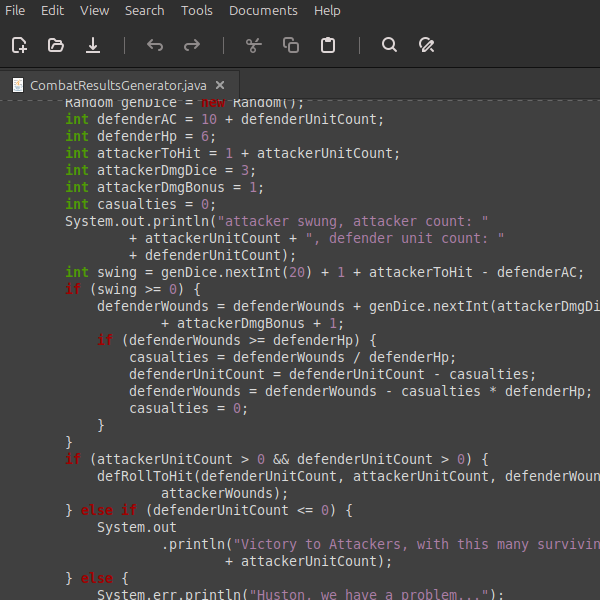 File Edit View Search Tools Documents Help
CombatResultsGenerator.java ×
Random genDice = new Random();
int defenderAC = 10 + defenderUnitCount;
int defenderHp = 6;
int attackerToHit = 1 + attackerUnitCount;
int attackerDmgDice = 3;
int attackerDmgBonus = 1;
int casualties = 0;
System.out.println("attacker swung, attacker count: "
+ attackerUnitCount + ", defender unit count: "
+ defenderUnitCount);
int swing = genDice.nextInt(20) + 1 + attackerToHit - defenderAC;
if (swing >= 0) {
defenderWounds = defenderWounds + genDice.nextInt(attackerDmgDi
+ attackerDmgBonus + 1;
if (defenderWounds >= defenderHp) {
casualties = defenderWounds / defenderHp;
defenderUnitCount = defenderUnitCount - casualties;
defenderWounds = defenderWounds - casualties * defenderHp;
casualties = 0;
}
}
if (attackerUnitCount > 0 && defenderUnitCount > 0) {
defRollToHit(defenderUnitCount, attackerUnitCount, defenderWoun
attackerWounds);
} else if (defenderUnitCount <= 0) {
System.out
.println("Victory to Attackers, with this many survivin
+ attackerUnitCount);
} else {
System.err.println("Huston, we have a problem...");